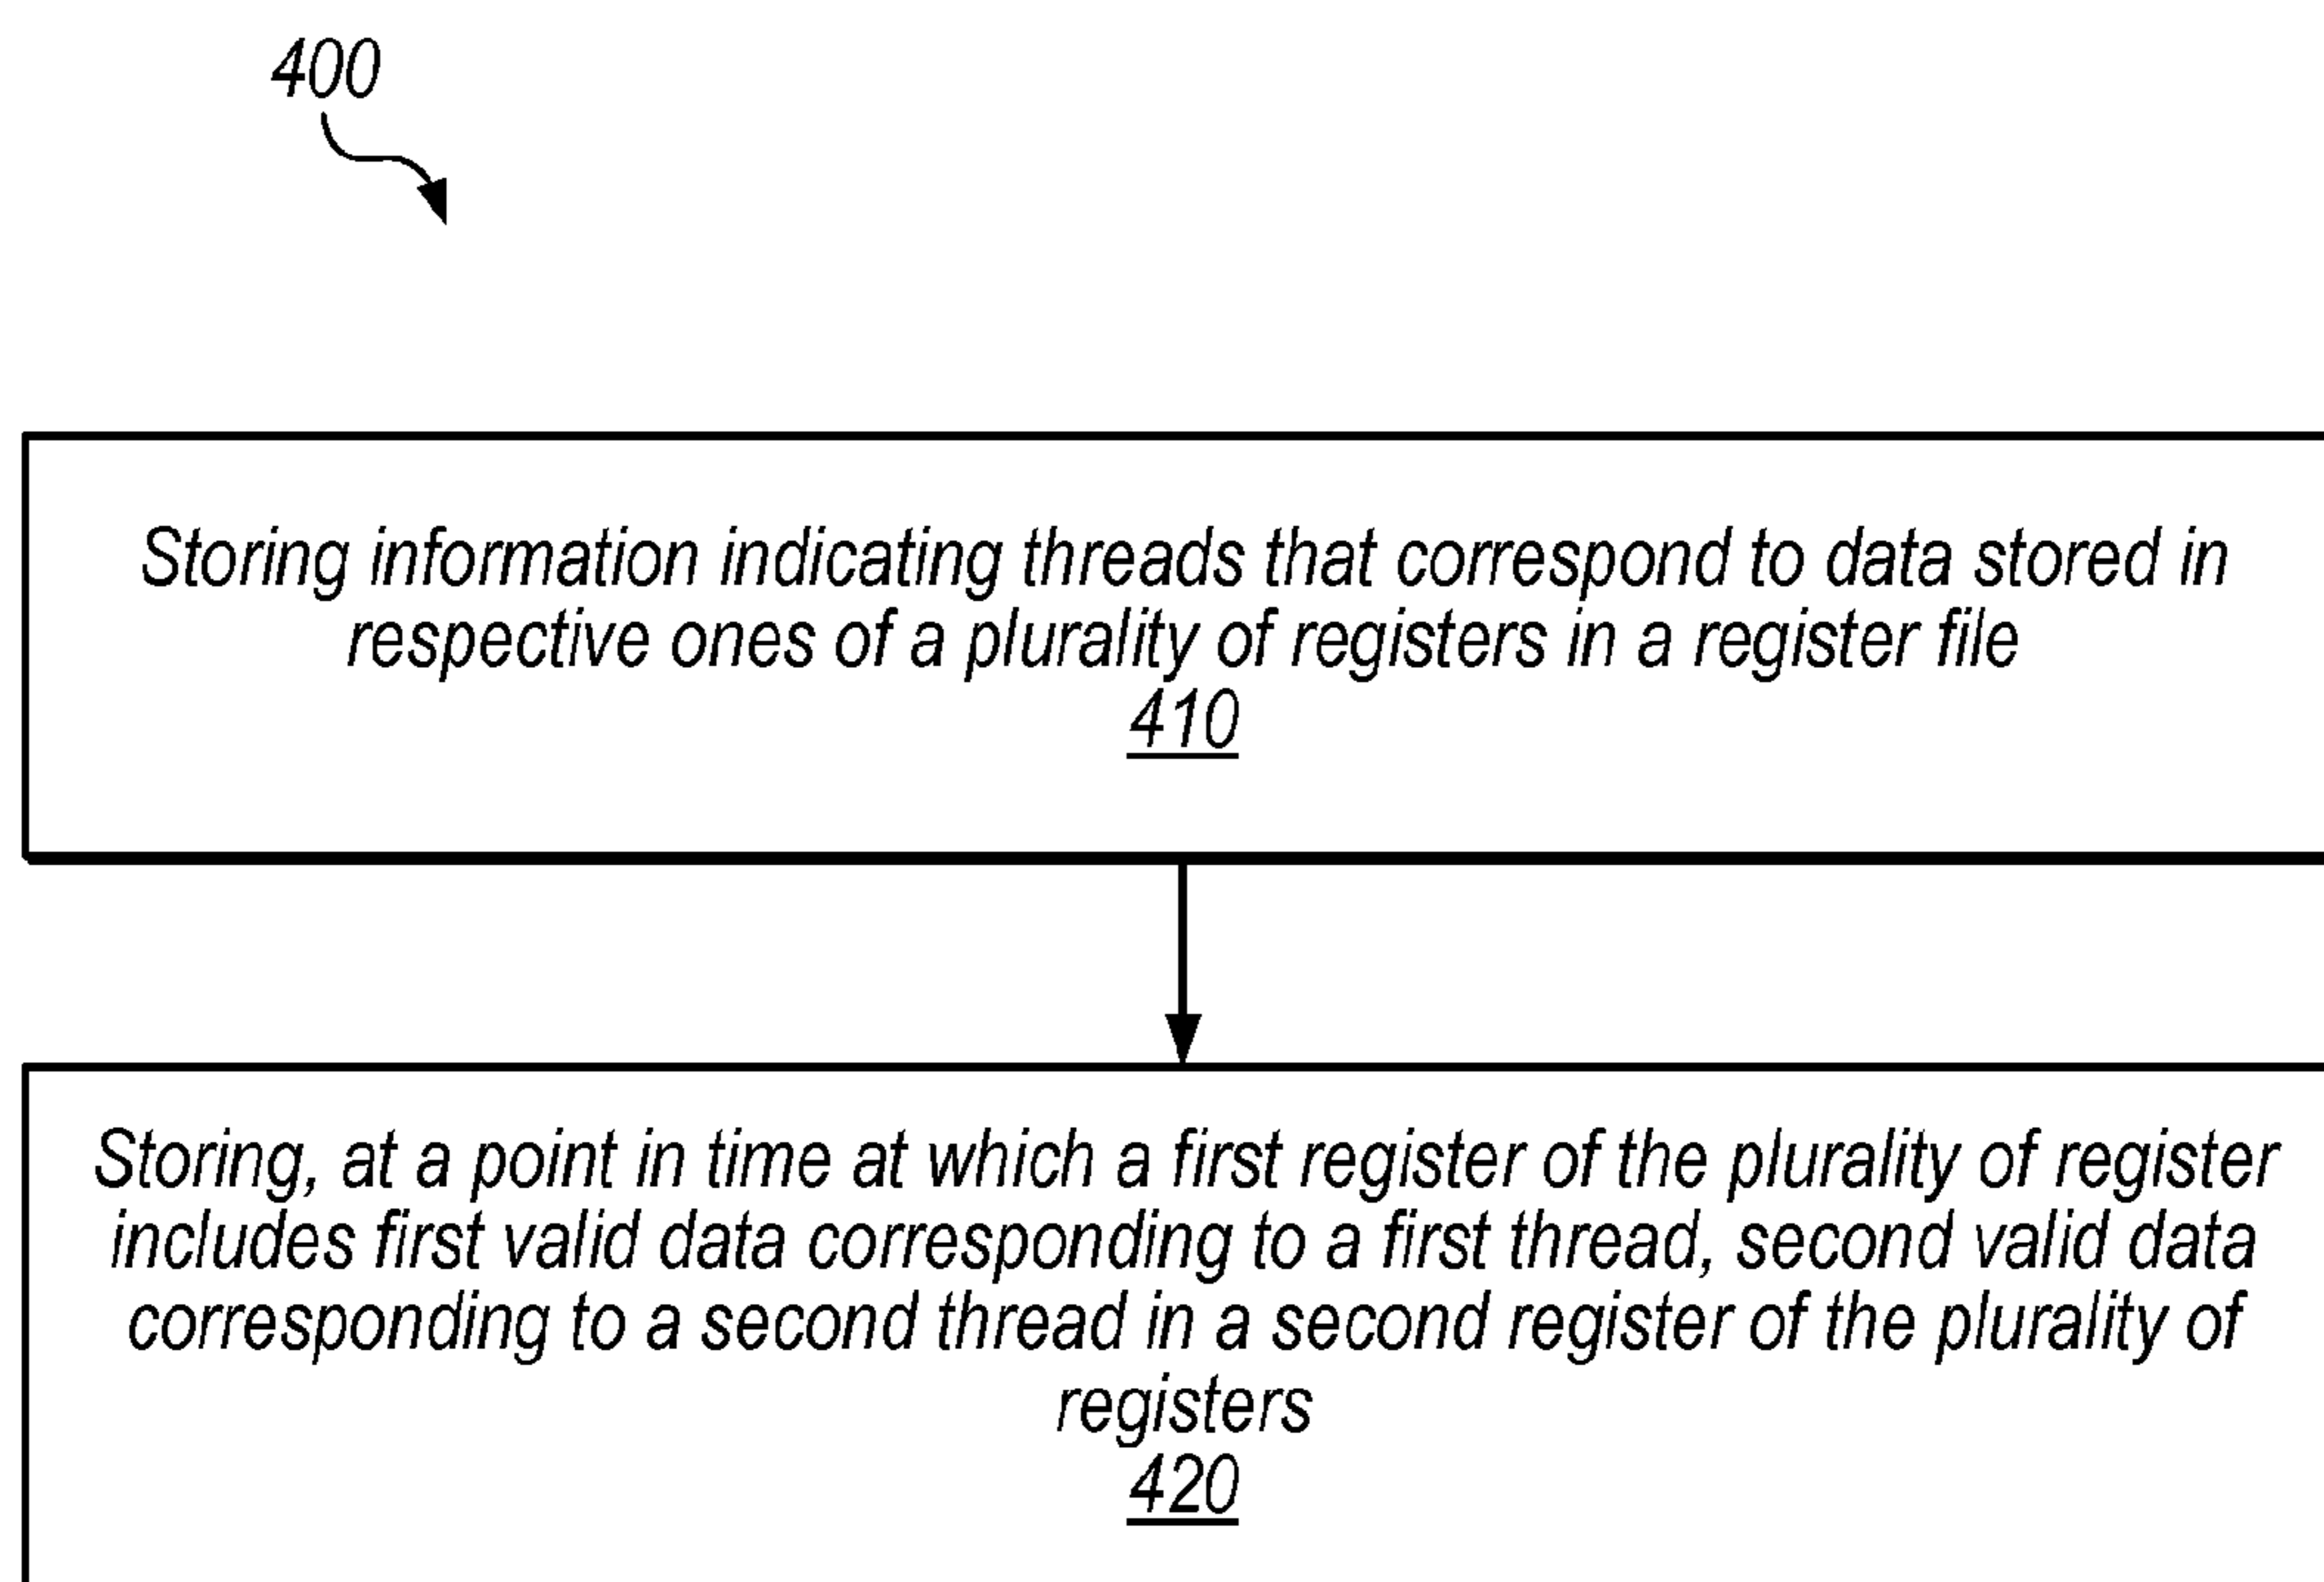 400
Storing information indicating threads that correspond to data stored in
respective ones of a plurality of registers in a register file
410
Storing, at a point in time at which a first register of the plurality of register
includes first valid data corresponding to a first thread, second valid data
corresponding to a second thread in a second register of the plurality of
registers
420